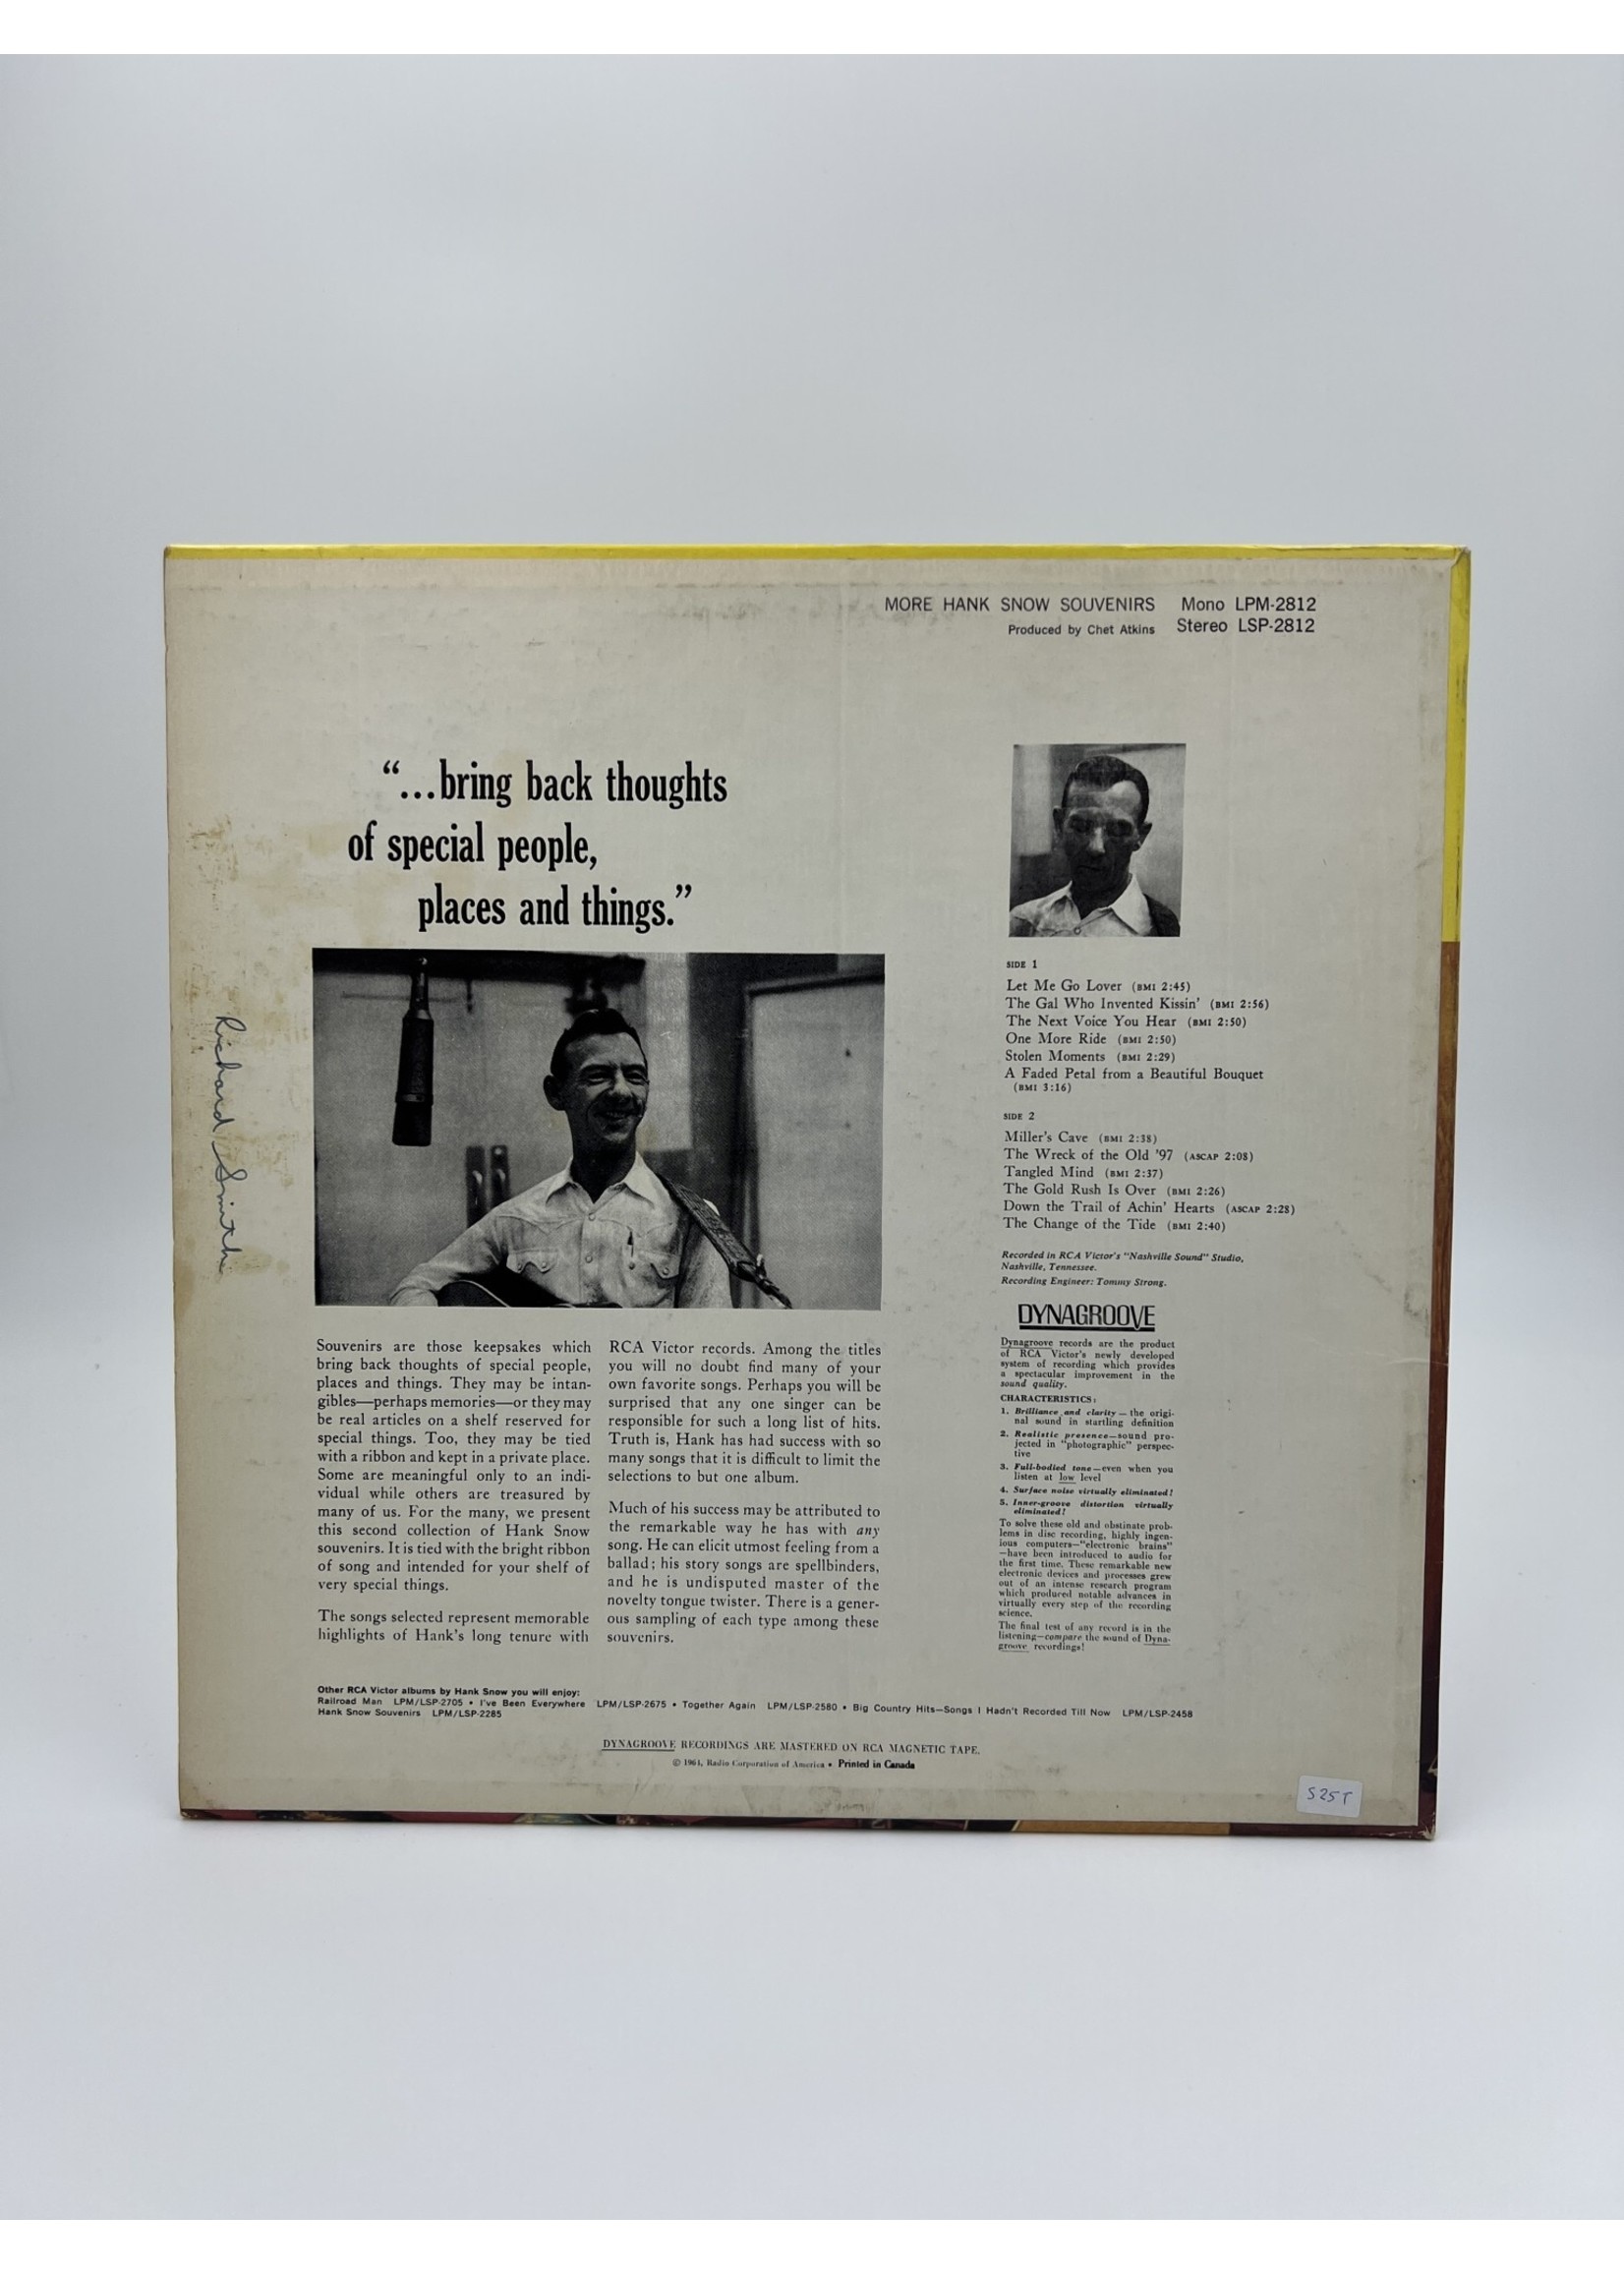 MORE HANK SNOW SOUVENIRS Mono LPM-2812
Produced by Chet Atkins Stereo LSP-2812
“...bring back thoughts
of special people,
places and things.”
Richard Smith
Souvenirs are those keepsakes which
bring back thoughts of special people,
places and things. They may be intan-
gibles—perhaps memories—or they may
be real articles on a shelf reserved for
special things. Too, they may be tied
with a ribbon and kept in a private place.
Some are meaningful only to an indi-
vidual while others are treasured by
many of us. For the many, we present
this second collection of Hank Snow
souvenirs. It is tied with the bright ribbon
of song and intended for your shelf of
very special things.
The songs selected represent memorable
highlights of Hank's long tenure with
RCA Victor records. Among the titles
you will no doubt find many of your
own favorite songs. Perhaps you will be
surprised that any one singer can be
responsible for such a long list of hits.
Truth is, Hank has had success with so
many songs that it is difficult to limit the
selections to but one album.
Much of his success may be attributed to
the remarkable way he has with any
song. He can elicit utmost feeling from a
ballad; his story songs are spellbinders,
and he is undisputed master of the
novelty tongue twister. There is a gener-
ous sampling of each type among these
souvenirs.
SIDE 1
Let Me Go Lover (BMI 2:45)
The Gal Who Invented Kissin' (BMI 2:56)
The Next Voice You Hear (BMI 2:50)
One More Ride (BMI 2:50)
Stolen Moments (BMI 2:29)
A Faded Petal from a Beautiful Bouquet
(BMI 3:16)
SIDE 2
Miller's Cave (BMI 2:38)
The Wreck of the Old '97 (ASCAP 2:08)
Tangled Mind (BMI 2:37)
The Gold Rush Is Over (BMI 2:26)
Down the Trail of Achin' Hearts (ASCAP 2:28)
The Change of the Tide (BMI 2:40)
Recorded in RCA Victor's "Nashville Sound" Studio,
Nashville, Tennessee.
Recording Engineer: Tommy Strong.
DYNAGROOVE
Dynagroove records are the product
of RCA Victor's newly developed
system of recording which provides
a spectacular improvement in the
sound quality.
CHARACTERISTICS:
1. Brilliance and clarity—the origi-
nal sound in startling definition
2. Realistic presence—sound pro-
jected in "photographic" perspec-
tive
3. Full-bodied tone—even when you
listen at low level
4. Surface noise virtually eliminated!
5. Inner-groove distortion virtually
eliminated!
To solve these old and obstinate prob-
lems in disc recording, highly ingen-
ious computers—"electronic brains"
—have been introduced to audio for
the first time. These remarkable new
electronic devices and processes grew
out of an intense research program
which produced notable advances in
virtually every step of the recording
science.
The final test of any record is in the
listening—compare the sound of Dyna-
groove recordings!
Other RCA Victor albums by Hank Snow you will enjoy:
Railroad Man LPM/LSP-2705 • I've Been Everywhere LPM/LSP-2675 • Together Again LPM/LSP-2580 • Big Country Hits—Songs I Hadn't Recorded Till Now LPM/LSP-2458
Hank Snow Souvenirs LPM/LSP-2285
DYNAGROOVE RECORDINGS ARE MASTERED ON RCA MAGNETIC TAPE.
© 1964, Radio Corporation of America • Printed in Canada
S25T